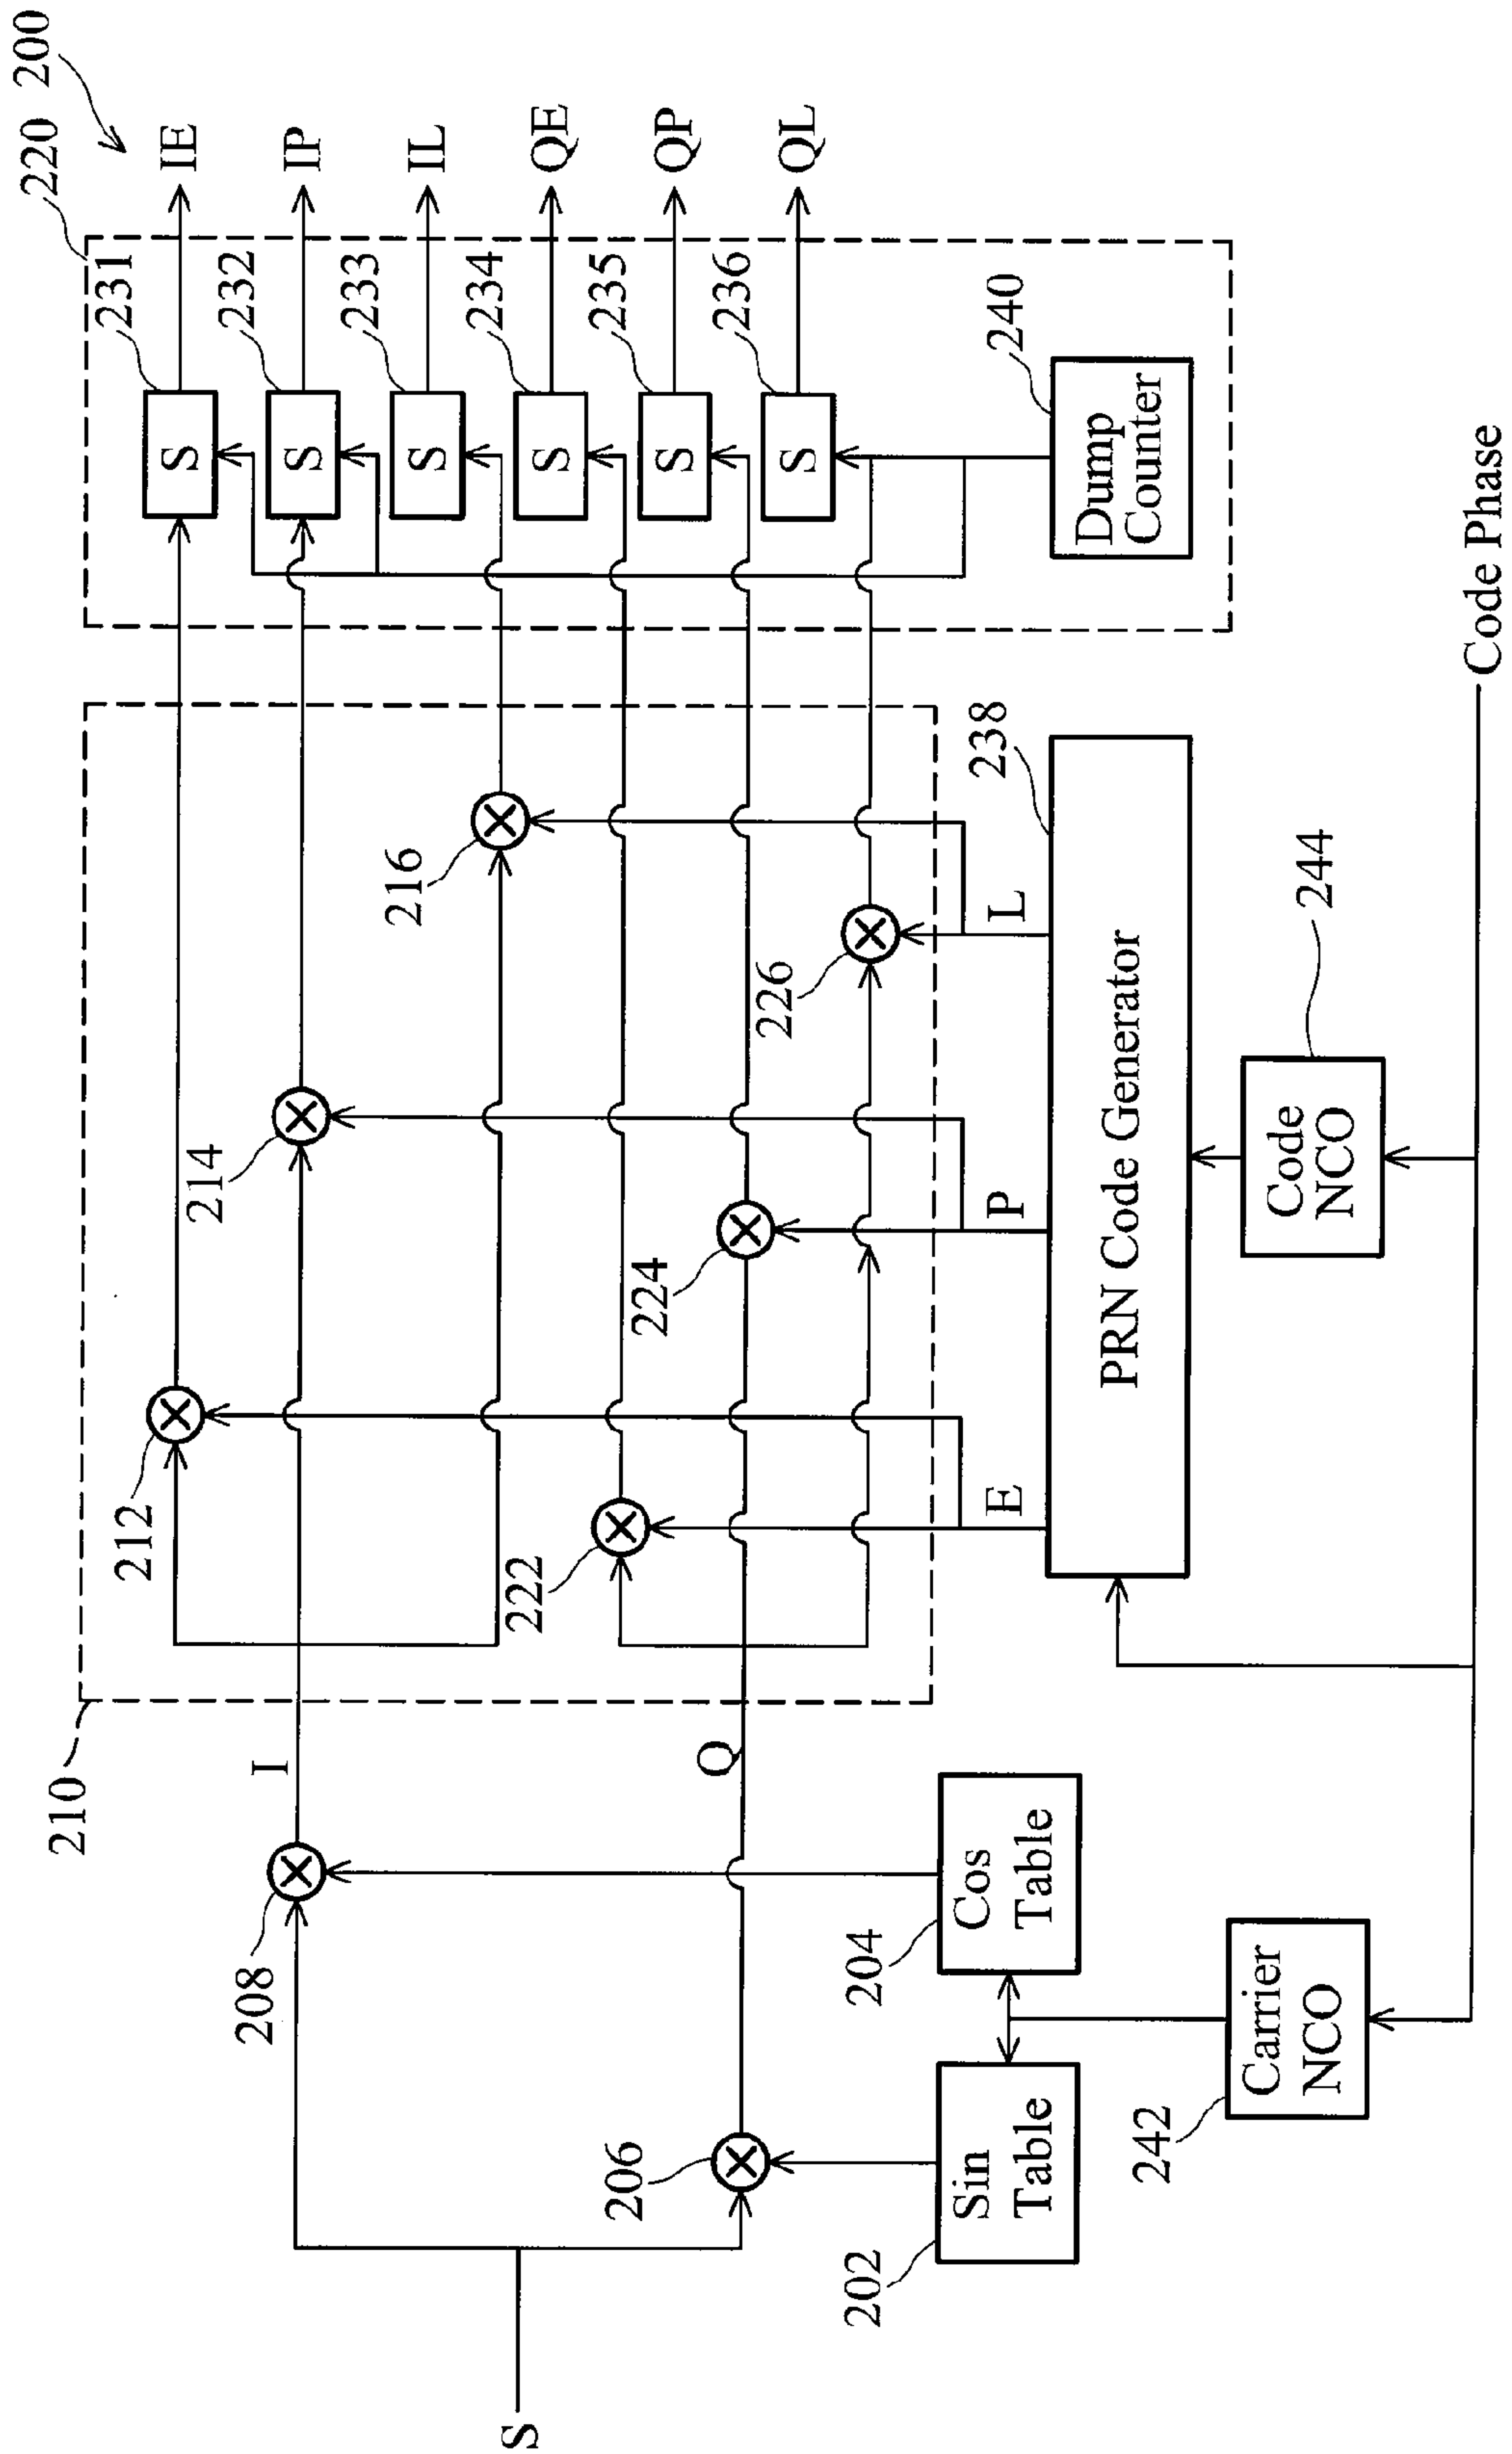 200
220
IE
IP
IL
QE
QP
QL
231
232
233
234
235
236
S
S
S
S
S
S
240
Dump
Counter
210
212
214
216
222
224
226
I
Q
E
P
L
238
PRN Code Generator
208
206
S
202
Sin
Table
204
Cos
Table
242
Carrier
NCO
244
Code
NCO
Code Phase